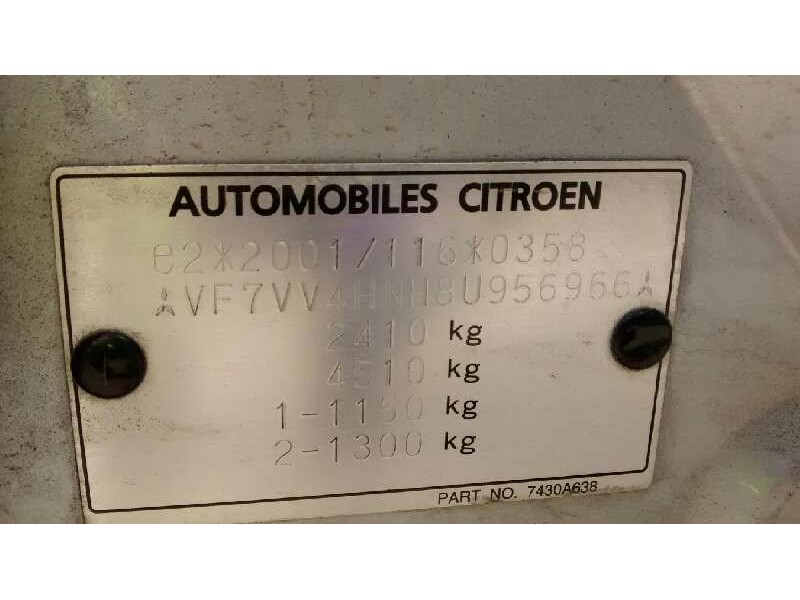 AUTOMOBILES CITROEN
e2*2001/116*0358
VF7VV4HNH8U956966
2410 kg
4510 kg
1-1150 kg
2-1300 kg
PART NO. 7430A638